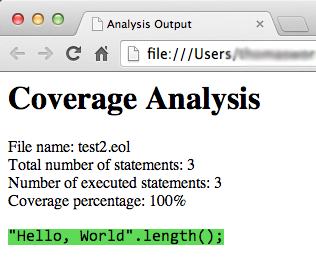 Analysis Output
file:///Users/
Coverage Analysis
File name: test2.eol
Total number of statements: 3
Number of executed statements: 3
Coverage percentage: 100%
"Hello, World".length();